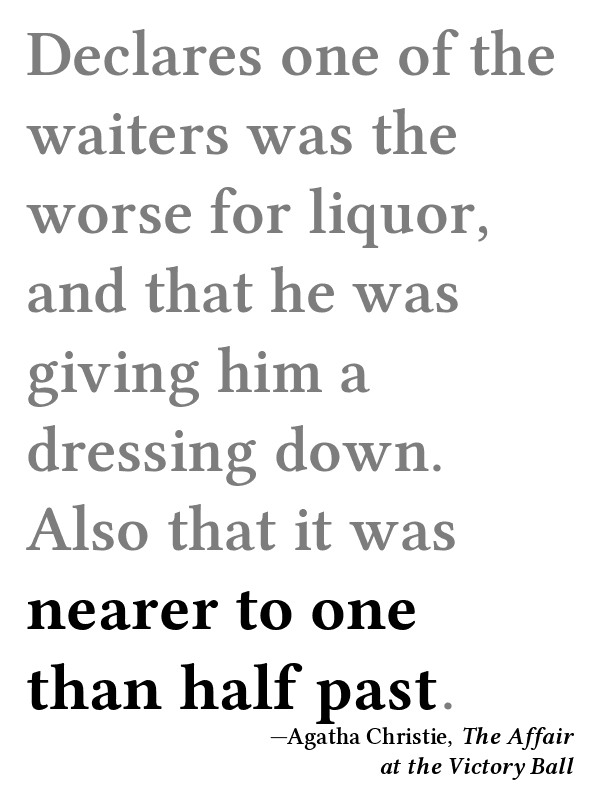 Declares one of the
waiters was the
worse for liquor,
and that he was
giving him a
dressing down.
Also that it was
nearer to one
than half past.
—Agatha Christie, The Affair
at the Victory Ball